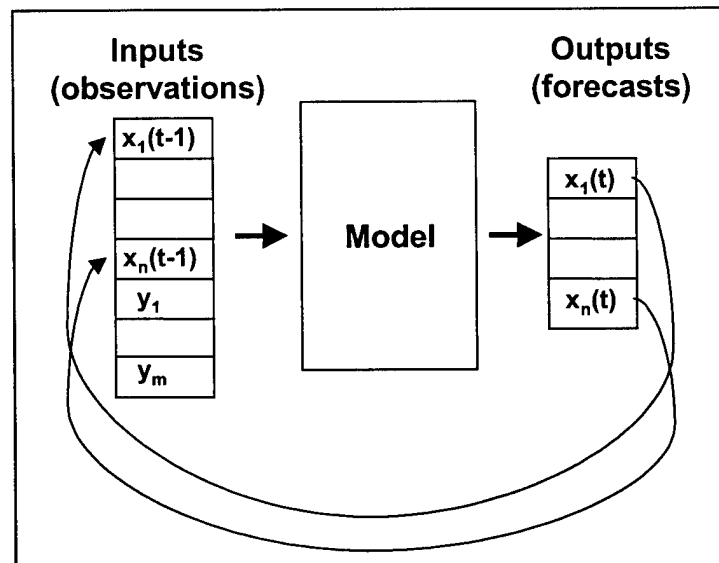 Inputs
(observations)
x₁(t-1)
xₙ(t-1)
y₁
yₘ
Model
Outputs
(forecasts)
x₁(t)
xₙ(t)